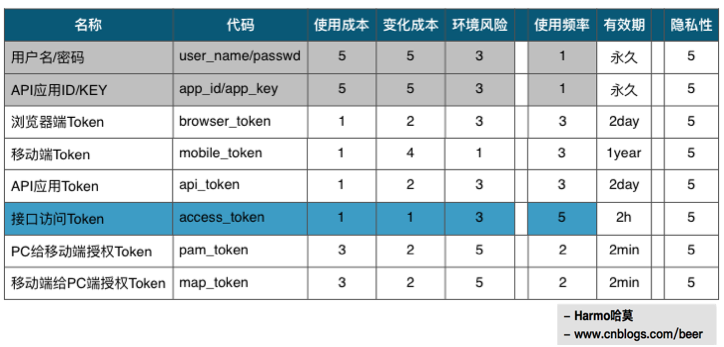 名称 代码 使用成本 变化成本 环境风险 使用频率 有效期 隐私性
用户名/密码 user_name/passwd 5 5 3 1 永久 5
API应用ID/KEY app_id/app_key 5 5 3 1 永久 5
浏览器端Token browser_token 1 2 3 3 2day 5
移动端Token mobile_token 1 4 1 3 1year 5
API应用Token api_token 1 2 3 3 2day 5
接口访问Token access_token 1 1 3 5 2h 5
PC给移动端授权Token pam_token 3 2 5 2 2min 5
移动端给PC端授权Token map_token 3 2 5 2 2min 5
– Harmo哈莫
– www.cnblogs.com/beer